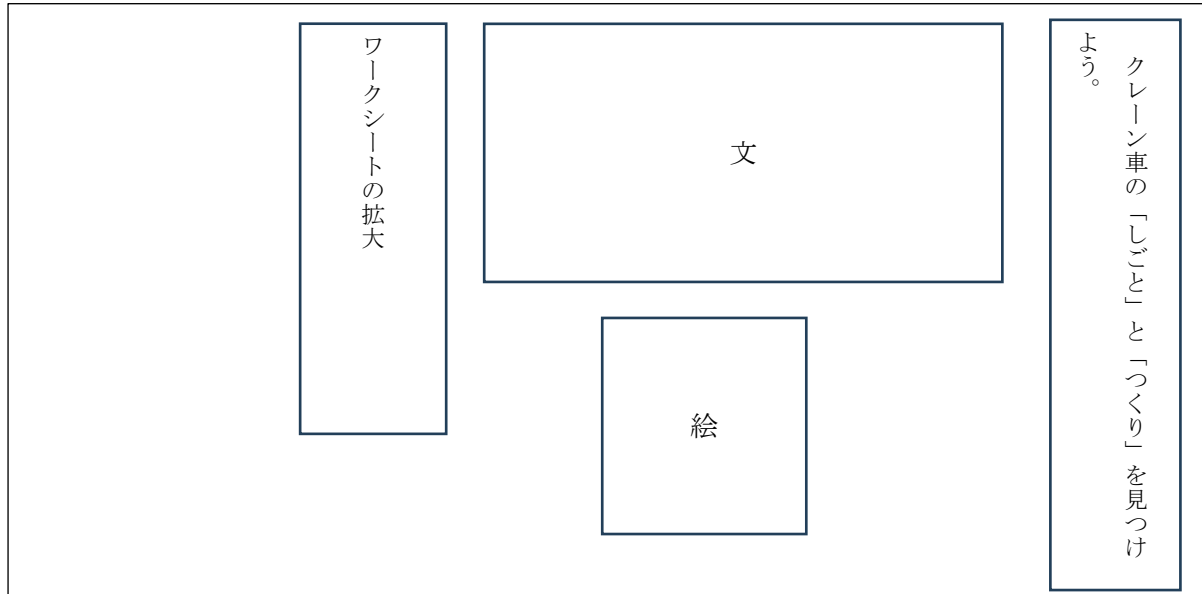 クレーン車の「しごと」と「つくり」を見つけ
よう。
文
絵
ワークシートの拡大